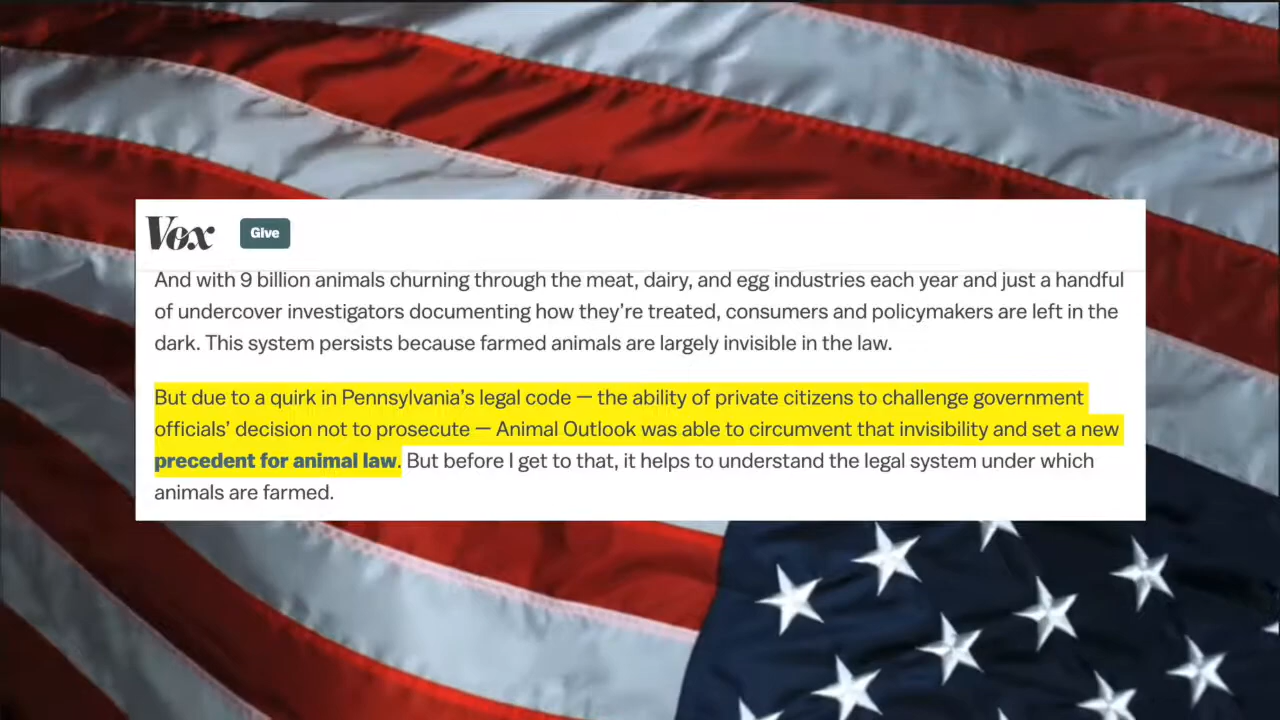 Vox
Give
And with 9 billion animals churning through the meat, dairy, and egg industries each year and just a handful
of undercover investigators documenting how they’re treated, consumers and policymakers are left in the
dark. This system persists because farmed animals are largely invisible in the law.
But due to a quirk in Pennsylvania’s legal code — the ability of private citizens to challenge government
officials’ decision not to prosecute — Animal Outlook was able to circumvent that invisibility and set a new
precedent for animal law. But before I get to that, it helps to understand the legal system under which
animals are farmed.